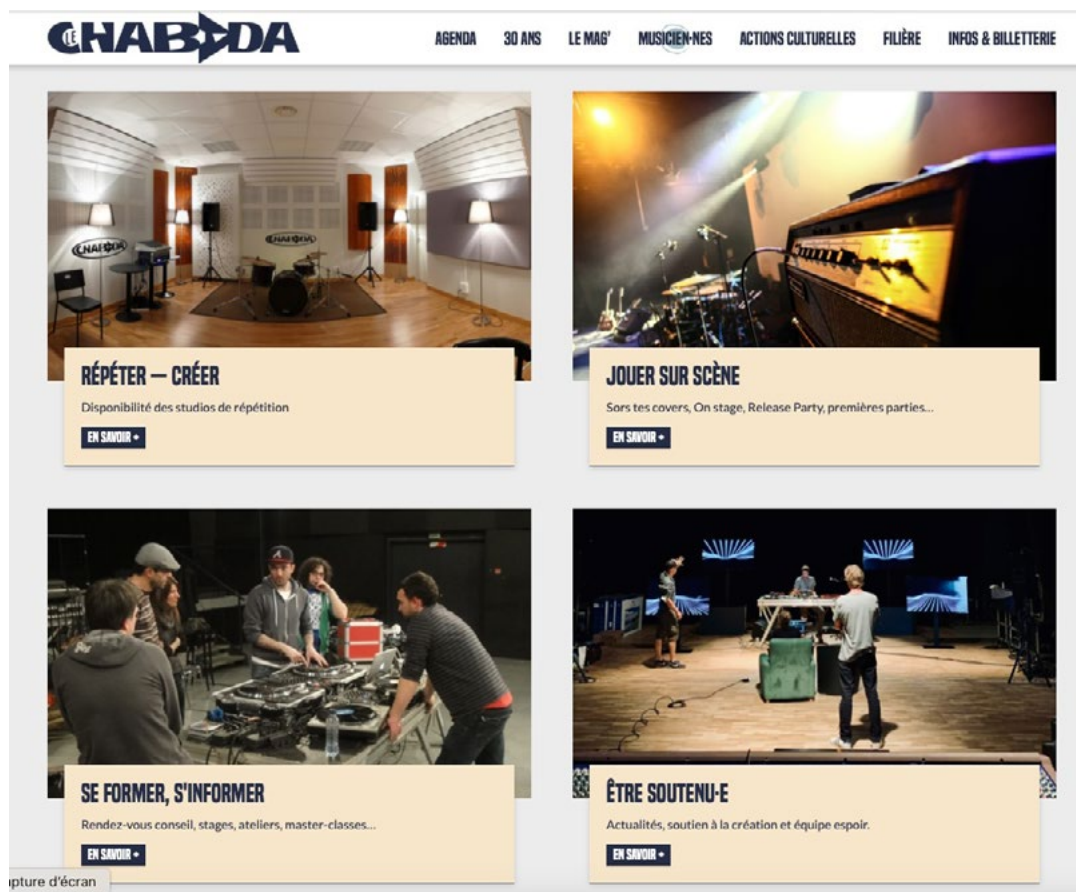 LE CHABADA
AGENDA 30 ANS LE MAG' MUSICIEN·NES ACTIONS CULTURELLES FILIÈRE INFOS & BILLETTERIE
CHABADA
CHABADA
RÉPÉTER — CRÉER
Disponibilité des studios de répétition
EN SAVOIR +
JOUER SUR SCÈNE
Sors tes covers, On stage, Release Party, premières parties...
EN SAVOIR +
SE FORMER, S'INFORMER
Rendez-vous conseil, stages, ateliers, master-classes...
EN SAVOIR +
ÊTRE SOUTENU·E
Actualités, soutien à la création et équipe espoir.
EN SAVOIR +
pture d'écran